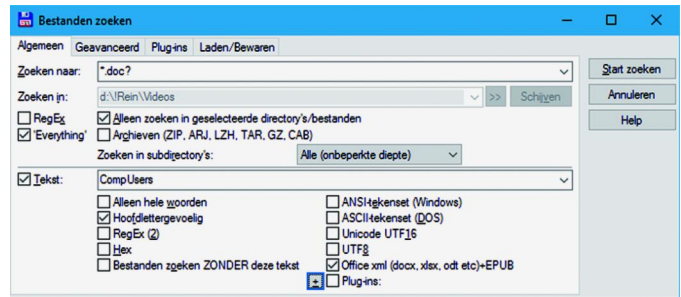 Bestanden zoeken
Algemeen Geavanceerd Plug-ins Laden/Bewaren
Zoeken naar: *.doc? Start zoeken
Zoeken in: d:\!Rein\Videos >> Schijven Annuleren
RegEx Alleen zoeken in geselecteerde directory's/bestanden Help
'Everything' Archieven (ZIP, ARJ, LZH, TAR, GZ, CAB)
Zoeken in subdirectory's: Alle (onbeperkte diepte)
Tekst: CompUsers
Alleen hele woorden ANSI-tekenset (Windows)
Hoofdlettergevoelig ASCII-tekenset (DOS)
RegEx (2) Unicode UTF16
Hex UTF8
Bestanden zoeken ZONDER deze tekst Office xml (docx, xlsx, odt etc)+EPUB
+ Plug-ins: